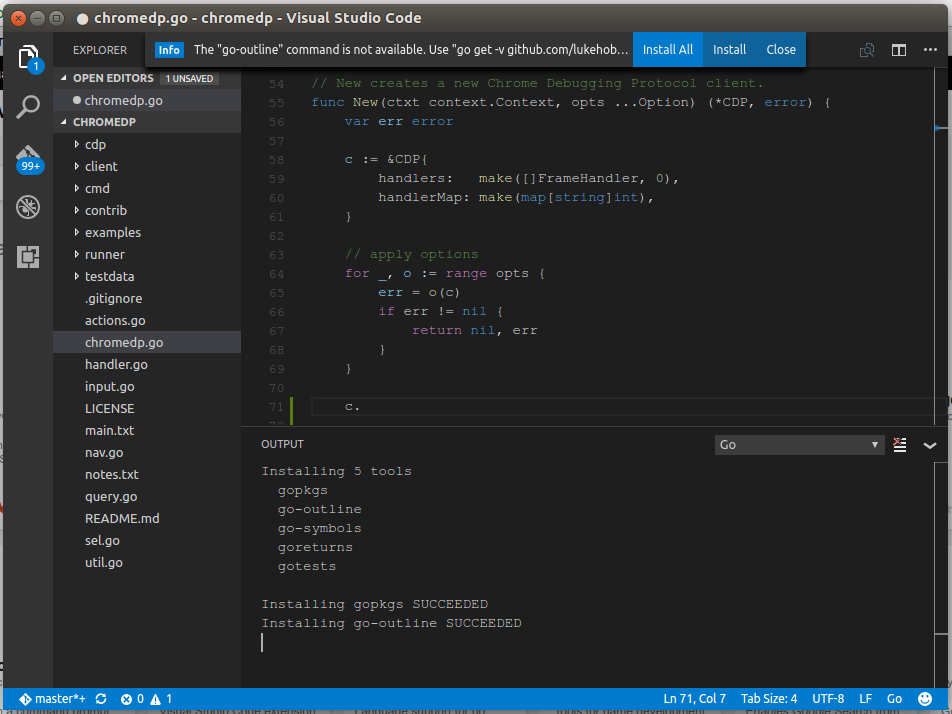 chromedp.go - chromedp - Visual Studio Code
EXPLORER
Info The "go-outline" command is not available. Use "go get -v github.com/lukehob... Install All Install Close
1
99+
OPEN EDITORS 1 UNSAVED
chromedp.go
CHROMEDP
cdp
client
cmd
contrib
examples
runner
testdata
.gitignore
actions.go
chromedp.go
handler.go
input.go
LICENSE
main.txt
nav.go
notes.txt
query.go
README.md
sel.go
util.go
54 // New creates a new Chrome Debugging Protocol client.
55 func New(ctxt context.Context, opts ...Option) (*CDP, error) {
56 var err error
57
58 c := &CDP{
59 handlers: make([]FrameHandler, 0),
60 handlerMap: make(map[string]int),
61 }
62
63 // apply options
64 for _, o := range opts {
65 err = o(c)
66 if err != nil {
67 return nil, err
68 }
69 }
70
71 c.
OUTPUT Go
Installing 5 tools
gopkgs
go-outline
go-symbols
goreturns
gotests
Installing gopkgs SUCCEEDED
Installing go-outline SUCCEEDED
master*+ 0 1 Ln 71, Col 7 Tab Size: 4 UTF-8 LF Go